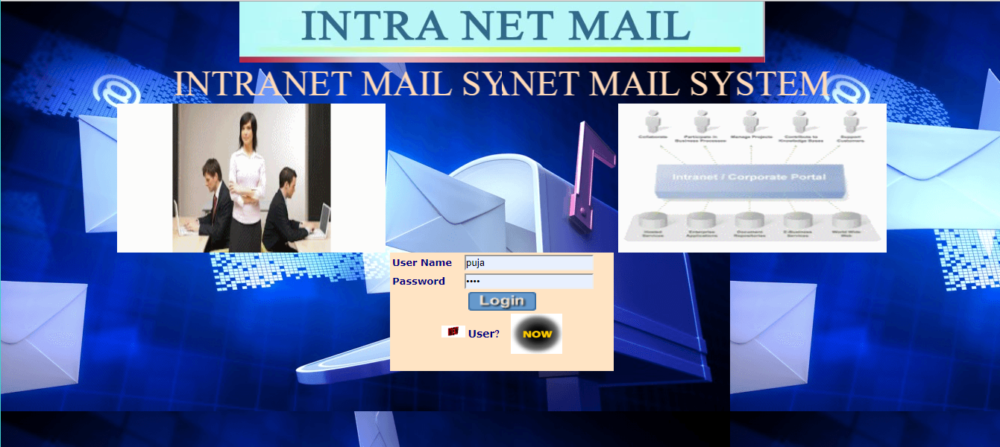 INTRA NET MAIL
INTRANET MAIL SY
NET MAIL SYSTEM
Collaborate
Participate in
Business Processes
Manage Projects
Contribute to
Knowledge Bases
Support
Customers
Intranet / Corporate Portal
Hosted
Services
Enterprise
Applications
Document
Repositories
E-Business
Services
World Wide
Web
User Name puja
Password ••••
Login
User? NOW